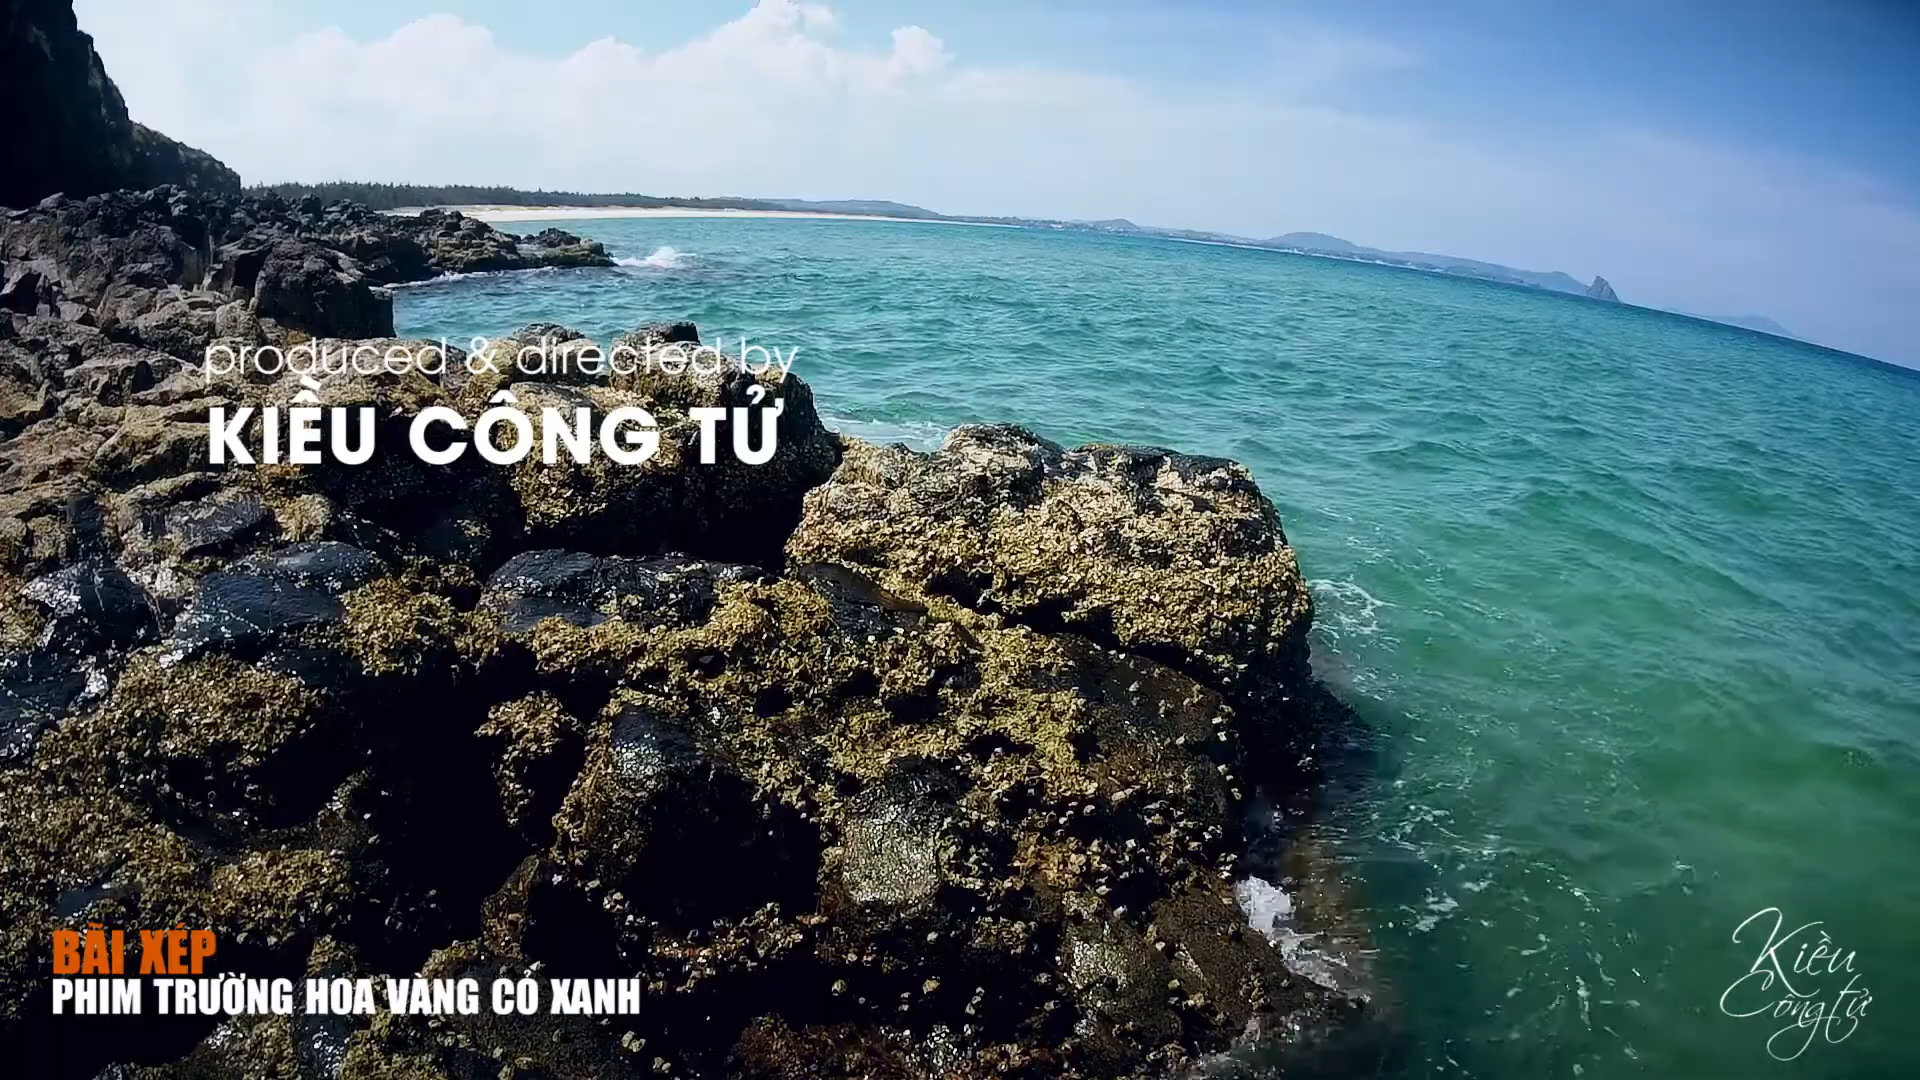 produced & directed by
KIỀU CÔNG TỬ
BÃI XÉP
PHIM TRƯỜNG HOA VÀNG CỎ XANH
Kiều
Công tử